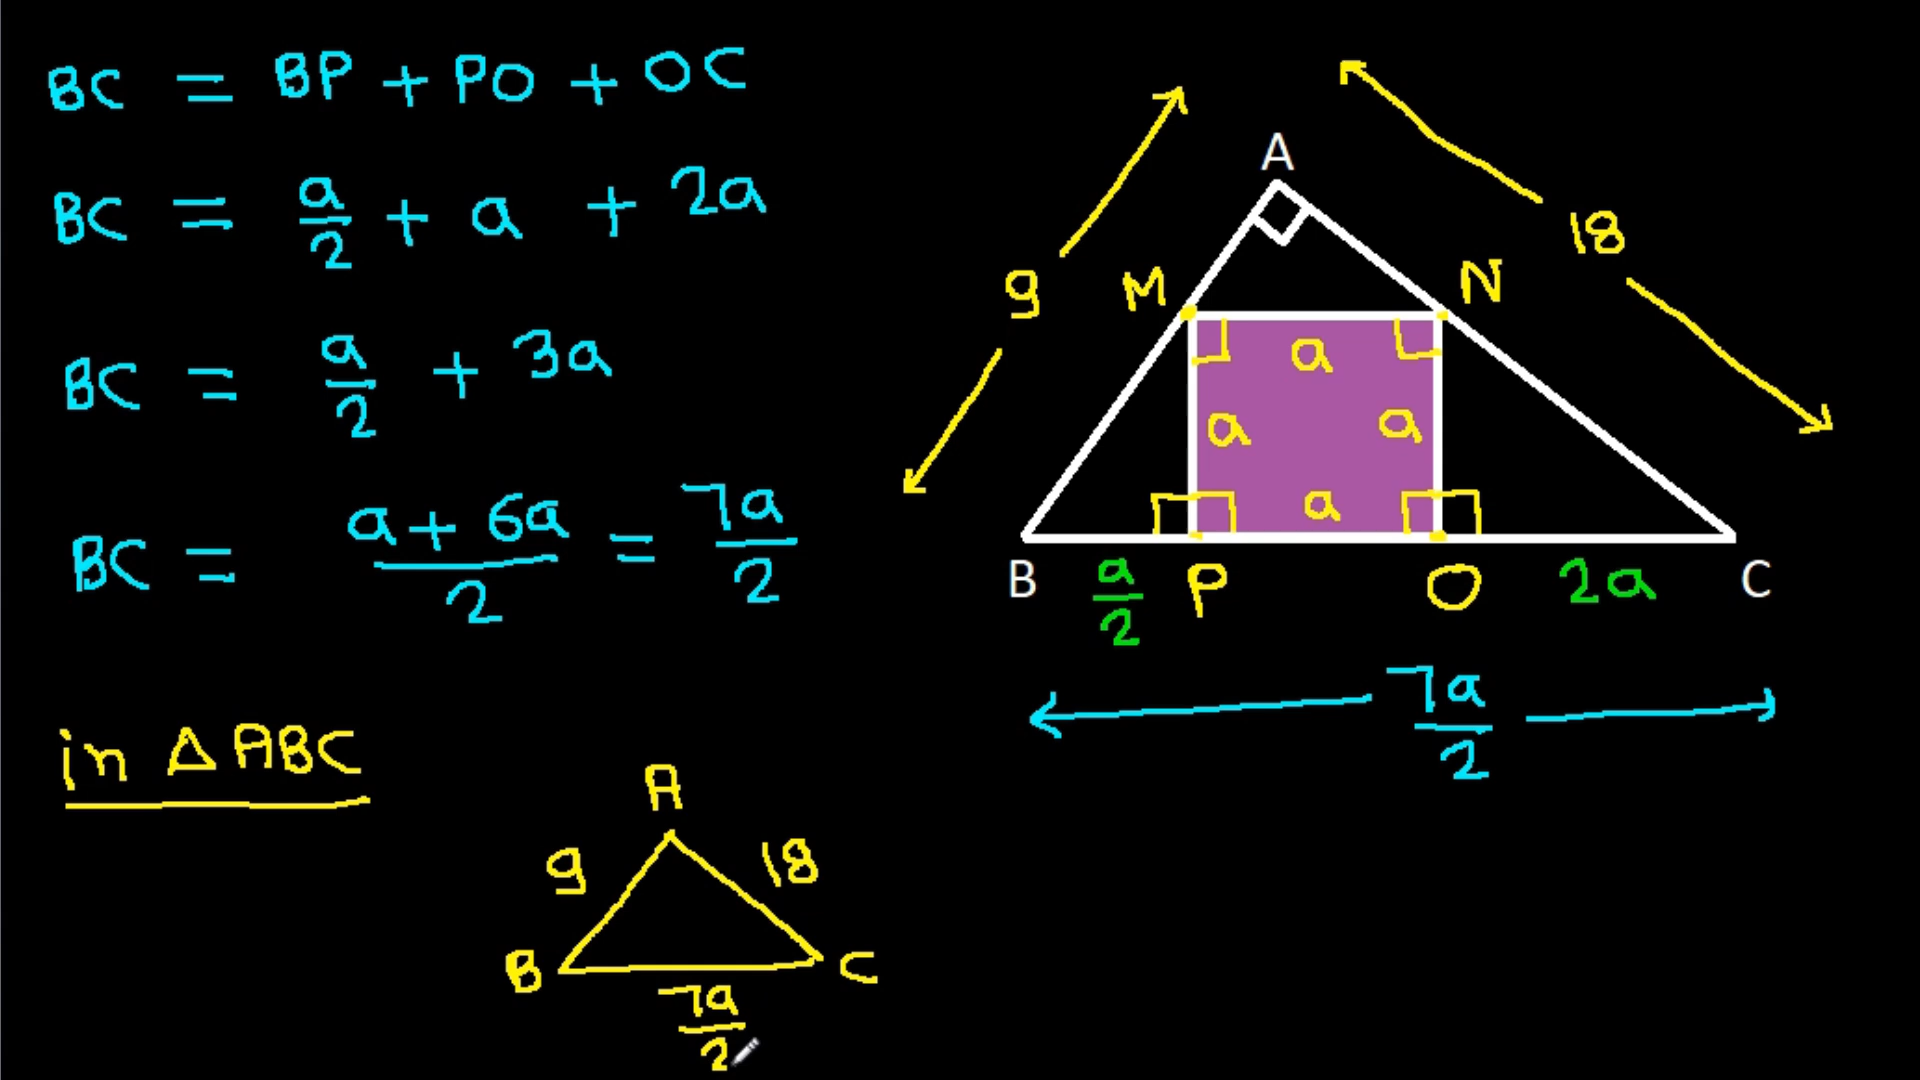 BC = BP + PO + OC
BC = a/2 + a + 2a
BC = a/2 + 3a
BC = a + 6a/2 = 7a/2
in △ ABC
A
9
18
B
C
7a/2
A
9
18
M
N
a
a
a
a
B
a/2
P
O
2a
C
7a/2